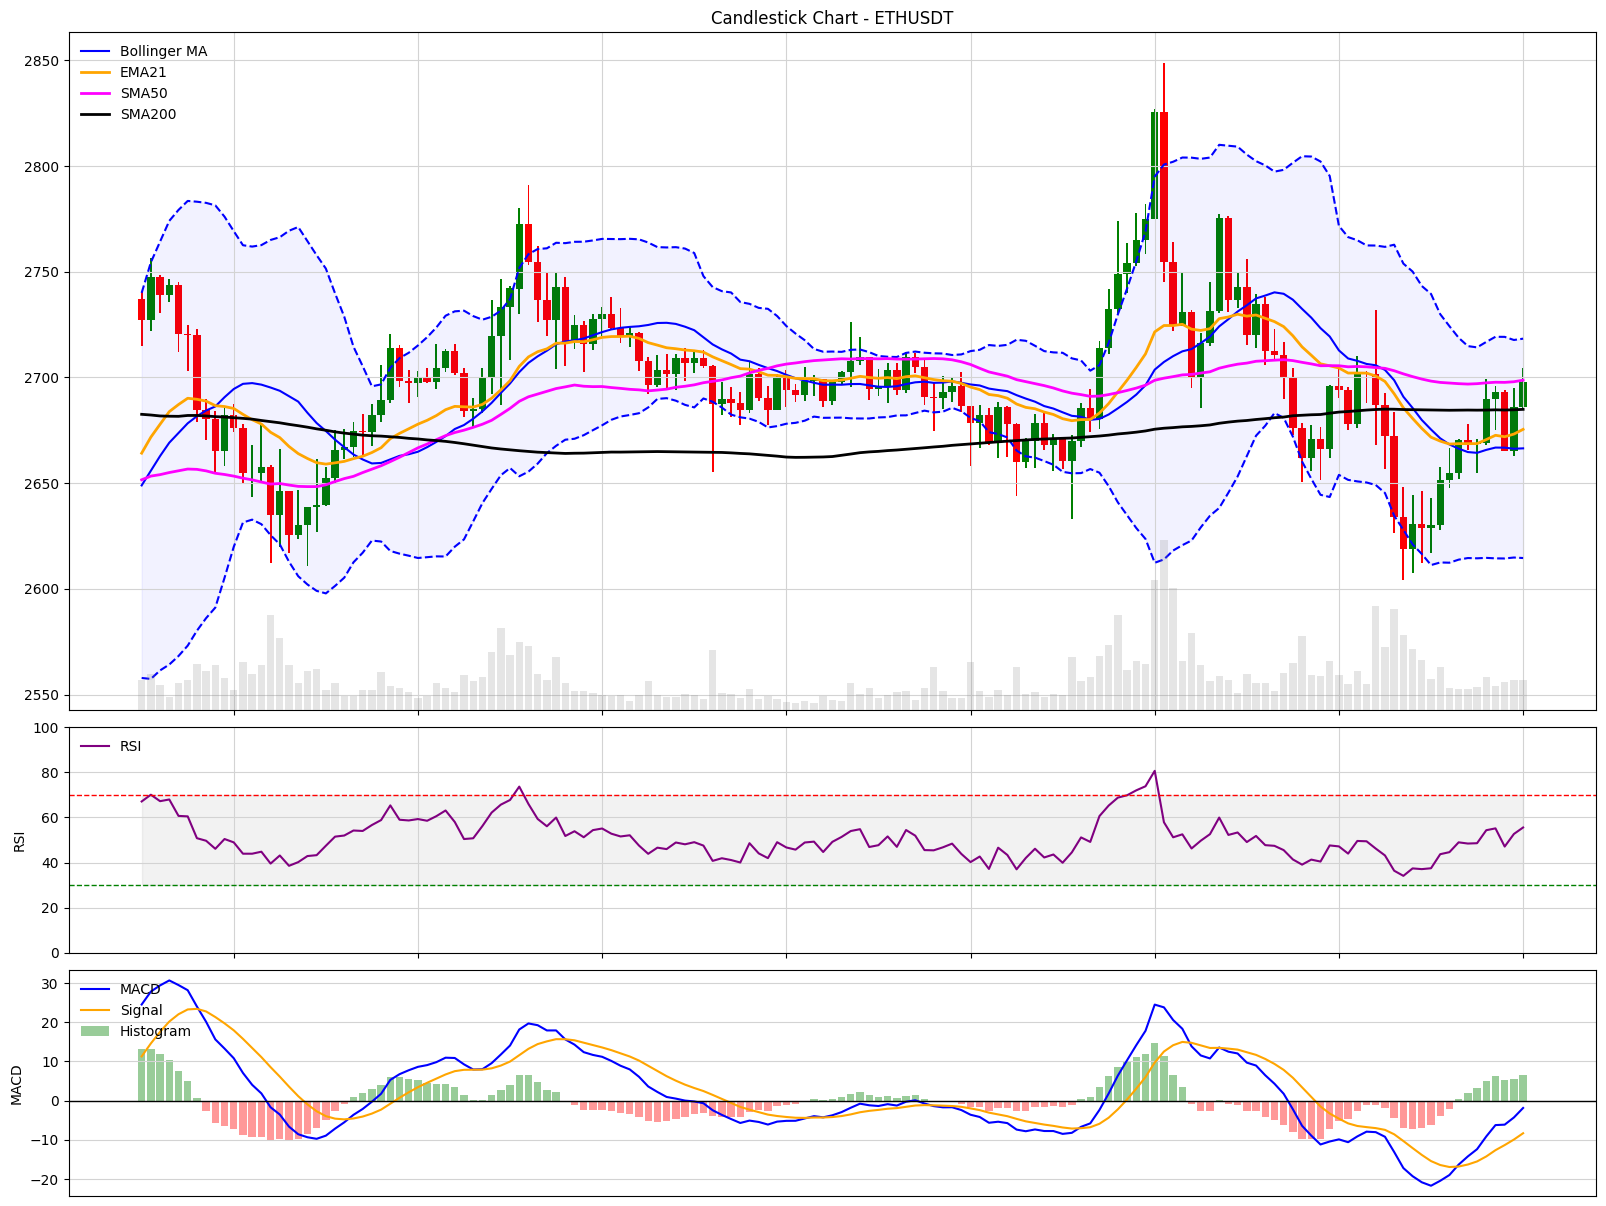 Candlestick Chart - ETHUSDT
Bollinger MA
EMA21
SMA50
SMA200
2850
2800
2750
2700
2650
2600
2550
RSI
100
80
60
40
20
0
RSI
MACD
Signal
Histogram
30
20
10
0
−10
−20
MACD